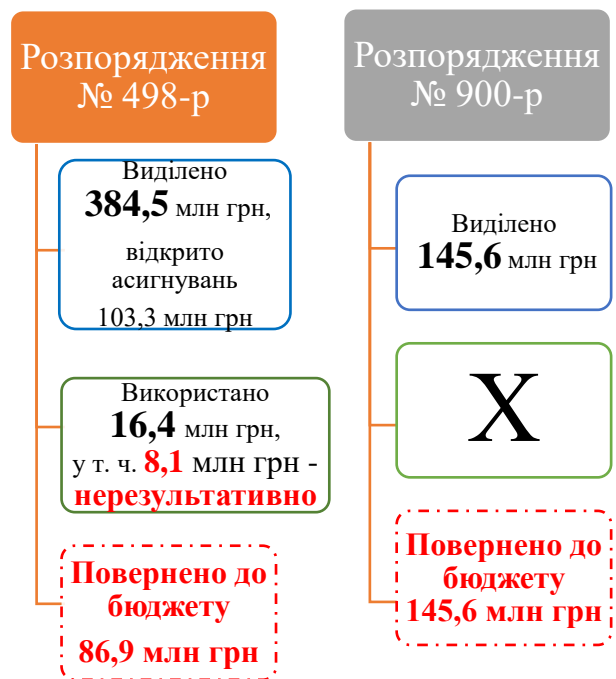 Розпорядження
№ 498-р
Виділено
384,5 млн грн,
відкрито
асигнувань
103,3 млн грн
Використано
16,4 млн грн,
у т. ч. 8,1 млн грн -
нерезультативно
Повернено до
бюджету
86,9 млн грн
Розпорядження
№ 900-р
Виділено
145,6 млн грн
Х
Повернено до
бюджету
145,6 млн грн